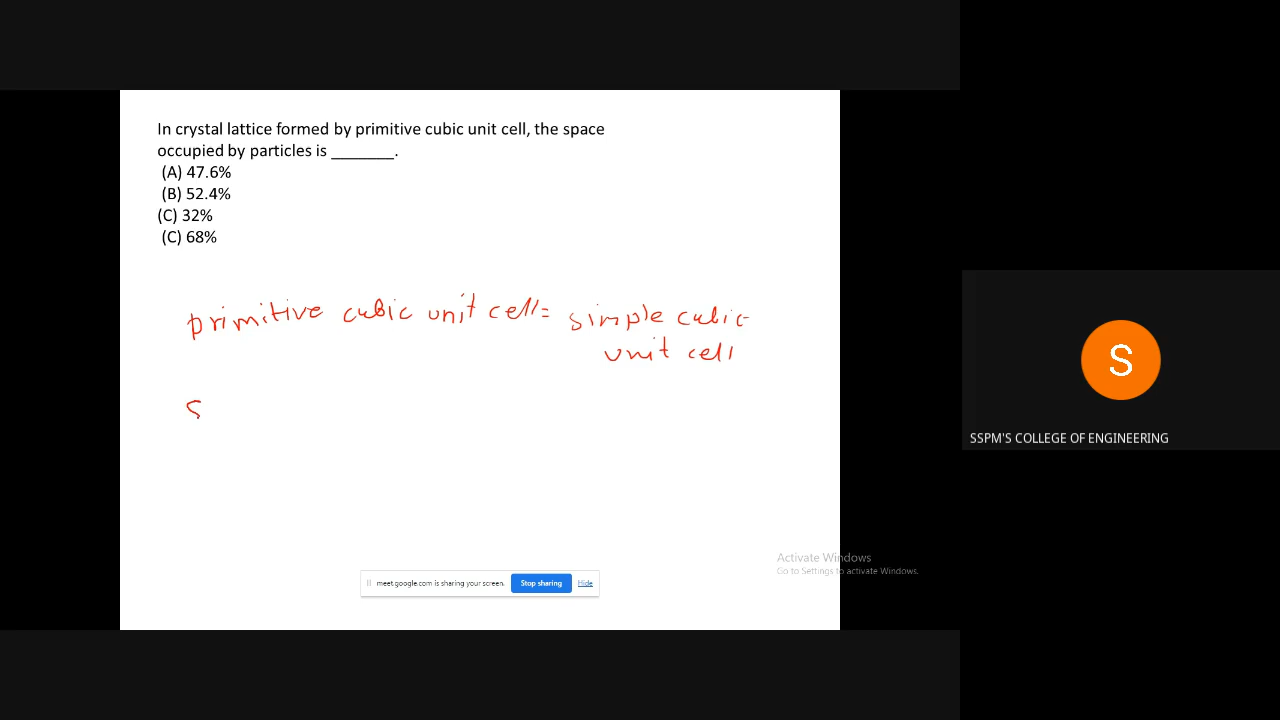 In crystal lattice formed by primitive cubic unit cell, the space
occupied by particles is _______.
(A) 47.6%
(B) 52.4%
(C) 32%
(C) 68%
primitive cubic unit cell= simple cubic
unit cell
S
S
SSPM'S COLLEGE OF ENGINEERING
Activate Windows
Go to Settings to activate Windows.
meet.google.com is sharing your screen.
Stop sharing
Hide